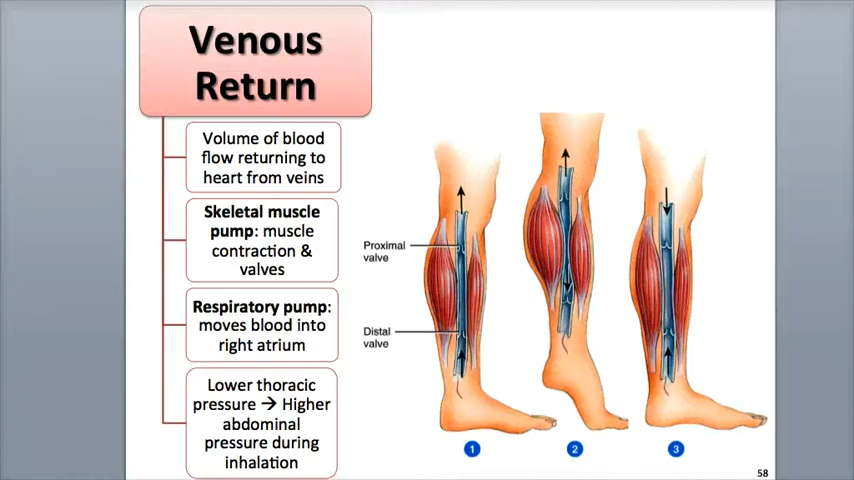 Venous
Return
Volume of blood
flow returning to
heart from veins
Skeletal muscle
pump: muscle
contraction &
valves
Respiratory pump:
moves blood into
right atrium
Lower thoracic
pressure → Higher
abdominal
pressure during
inhalation
Proximal
valve
Distal
valve
1
2
3
58